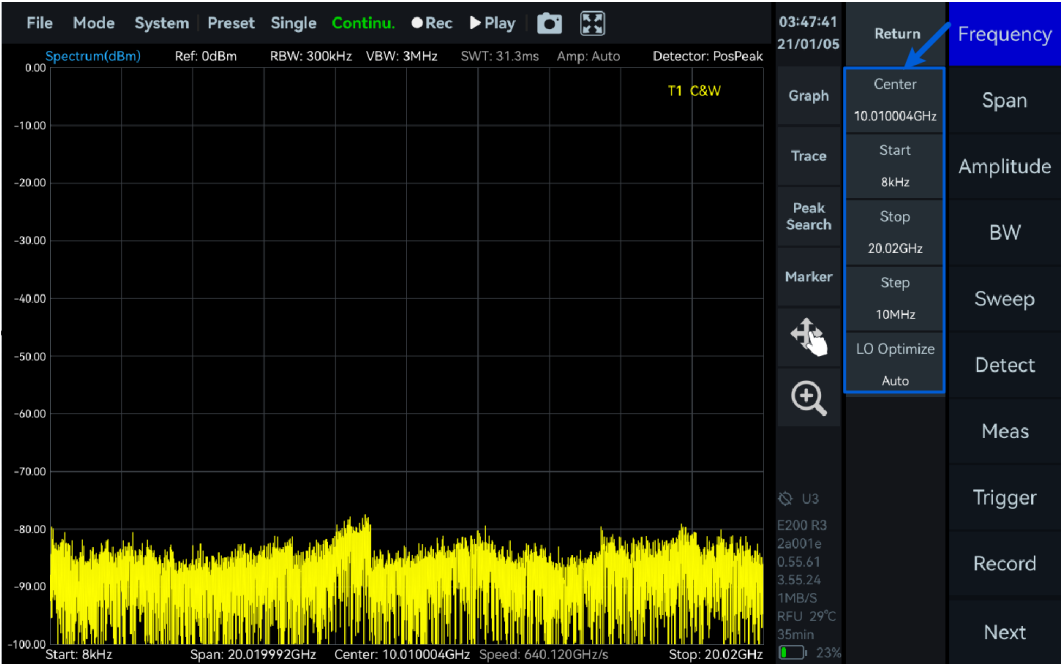 File Mode System Preset Single Continu. Rec Play
Spectrum(dBm) Ref: 0dBm RBW: 300kHz VBW: 3MHz SWT: 31.3ms Amp: Auto Detector: PosPeak
T1 C&W
0.00
-10.00
-20.00
-30.00
-40.00
-50.00
-60.00
-70.00
-80.00
-90.00
-100.00
Start: 8kHz Span: 20.019992GHz Center: 10.010004GHz Speed: 640.120GHz/s Stop: 20.02GHz
03:47:41
21/01/05
Graph
Trace
Peak
Search
Marker
U3
E200 R3
2a001e
0.55.61
3.55.24
1MB/S
RFU 29℃
35min
23%
Return
Center
10.010004GHz
Start
8kHz
Stop
20.02GHz
Step
10MHz
LO Optimize
Auto
Frequency
Span
Amplitude
BW
Sweep
Detect
Meas
Trigger
Record
Next